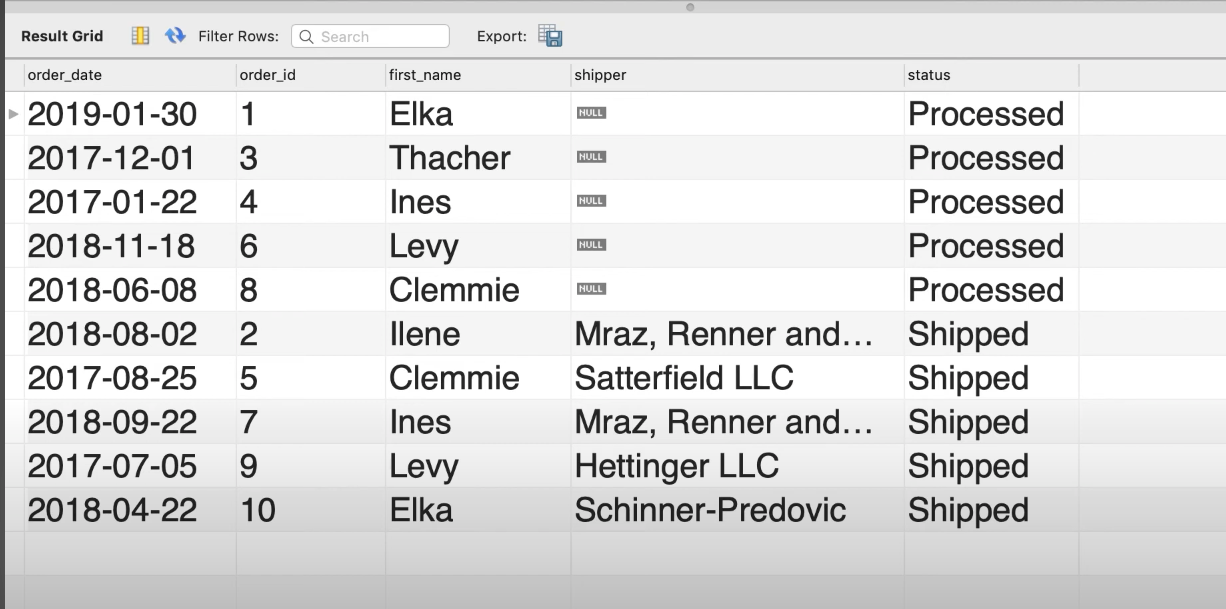 Result Grid Filter Rows: Search Export:
order_date order_id first_name shipper status
2019-01-30 1 Elka NULL Processed
2017-12-01 3 Thacher NULL Processed
2017-01-22 4 Ines NULL Processed
2018-11-18 6 Levy NULL Processed
2018-06-08 8 Clemmie NULL Processed
2018-08-02 2 Ilene Mraz, Renner and... Shipped
2017-08-25 5 Clemmie Satterfield LLC Shipped
2018-09-22 7 Ines Mraz, Renner and... Shipped
2017-07-05 9 Levy Hettinger LLC Shipped
2018-04-22 10 Elka Schinner-Predovic Shipped